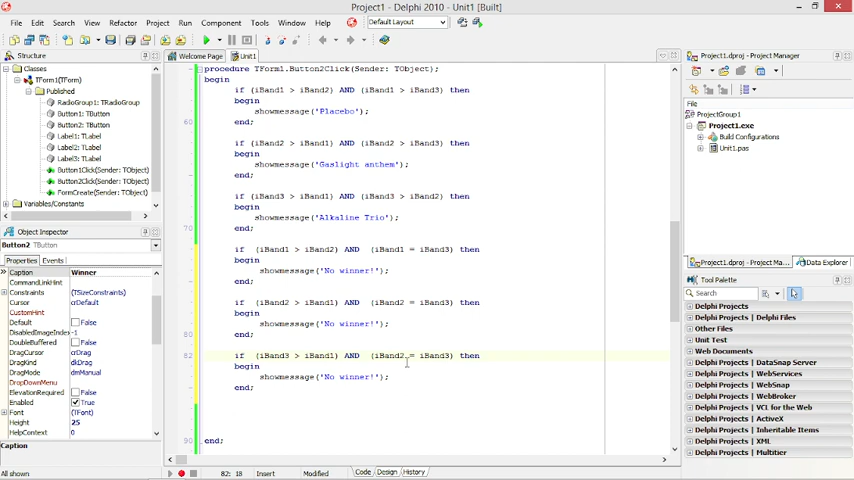 Project1 - Delphi 2010 - Unit1 [Built]
File Edit Search View Refactor Project Run Component Tools Window Help Default Layout
Structure
Classes
TForm1(TForm)
Published
RadioGroup1: TRadioGroup
Button1: TButton
Button2: TButton
Label1: TLabel
Label2: TLabel
Label3: TLabel
Button1Click(Sender: TObject)
Button2Click(Sender: TObject)
FormCreate(Sender: TObject)
Variables/Constants
Object Inspector
Button2 TButton
Properties Events
Caption Winner
CommandLinkHint
Constraints (TSizeConstraints)
Cursor crDefault
CustomHint
Default False
DisabledImageIndex -1
DoubleBuffered False
DragCursor crDrag
DragKind dkDrag
DragMode dmManual
DropDownMenu
ElevationRequired False
Enabled True
Font (TFont)
Height 25
HelpContext 0
Caption
All shown
Welcome Page Unit1
procedure TForm1.Button2Click(Sender: TObject);
begin
if (iBand1 > iBand2) AND (iBand1 > iBand3) then
begin
showmessage('Placebo');
60 end;
if (iBand2 > iBand1) AND (iBand2 > iBand3) then
begin
showmessage('Gaslight anthem');
end;
if (iBand3 > iBand1) AND (iBand3 > iBand2) then
begin
showmessage('Alkaline Trio');
70 end;
if (iBand1 > iBand2) AND (iBand1 = iBand3) then
begin
showmessage('No winner!');
end;
if (iBand2 > iBand1) AND (iBand2 = iBand3) then
begin
showmessage('No winner!');
80 end;
82 if (iBand3 > iBand1) AND (iBand2 = iBand3) then
begin
showmessage('No winner!');
end;
90 end;
82: 18 Insert Modified Code Design History
Project1.dproj - Project Manager
File
ProjectGroup1
Project1.exe
Build Configurations
Unit1.pas
Project1.dproj - Project Ma... Data Explorer
Tool Palette
Search
Delphi Projects
Delphi Projects | Delphi Files
Other Files
Unit Test
Web Documents
Delphi Projects | DataSnap Server
Delphi Projects | WebServices
Delphi Projects | WebSnap
Delphi Projects | WebBroker
Delphi Projects | VCL for the Web
Delphi Projects | ActiveX
Delphi Projects | Inheritable Items
Delphi Projects | XML
Delphi Projects | Multitier